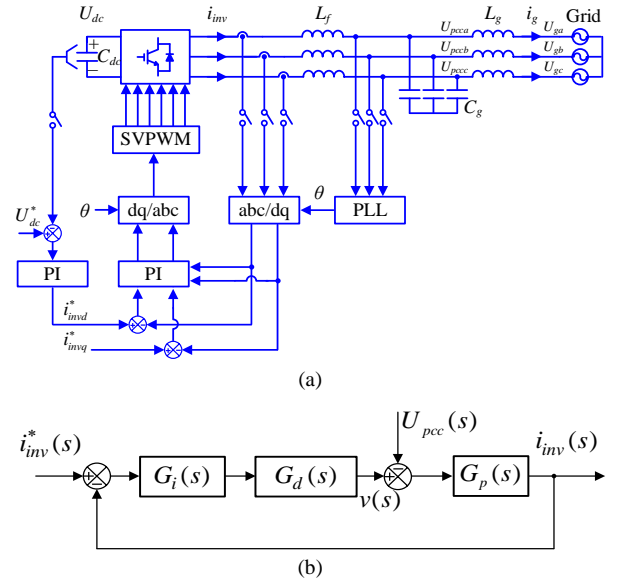 U_dc i_inv L_f L_g i_g Grid
+ C_dc −
U_pcca U_ga
U_pccb U_gb
U_pccc U_gc
C_g
SVPWM
θ dq/abc abc/dq θ PLL
U*_dc
PI PI
i*_invd
i*_invq
(a)
U_pcc(s)
i*_inv(s) i_inv(s)
G_i(s) G_d(s) v(s) G_p(s)
(b)